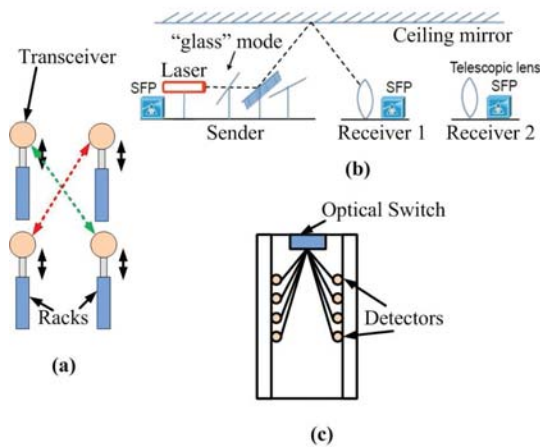 Transceiver
Racks
(a)
"glass" mode
Laser
SFP
Sender
Ceiling mirror
Telescopic lens
SFP
SFP
Receiver 1
Receiver 2
(b)
Optical Switch
Detectors
(c)